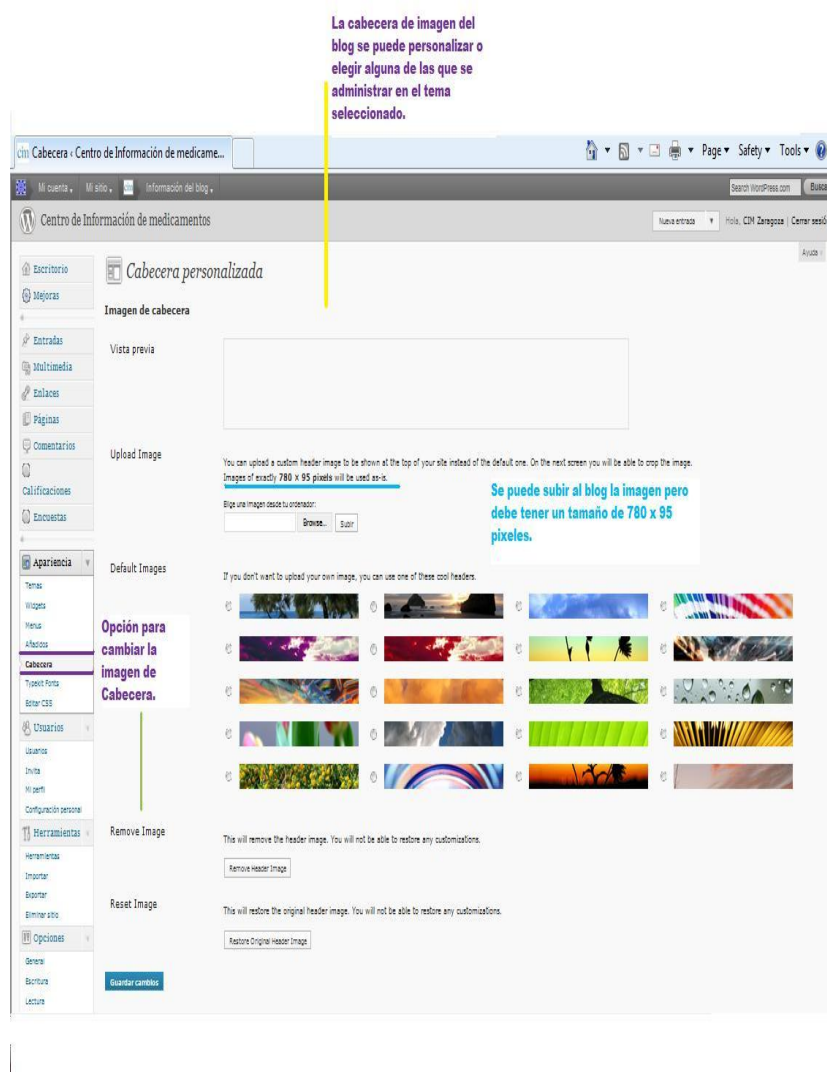 La cabecera de imagen del
blog se puede personalizar o
elegir alguna de las que se
administrar en el tema
seleccionado.
cim Cabecera ‹ Centro de Información de medicame...
Page ▾ Safety ▾ Tools ▾
Mi cuenta ▾ Mi sitio ▾ cim Información del blog ▾
Search WordPress.com Busca
Centro de Información de medicamentos
Nueva entrada
Hola, CIM Zaragoza | Cerrar sesió
Ayuda
Escritorio
Mejoras
Entradas
Multimedia
Enlaces
Páginas
Comentarios
Calificaciones
Encuestas
Apariencia
Temas
Widgets
Menus
Añadidos
Cabecera
Typekit Fonts
Editar CSS
Usuarios
Usuarios
Invita
Mi perfil
Configuración personal
Herramientas
Herramientas
Importar
Exportar
Eliminar sitio
Opciones
General
Escritura
Lectura
Cabecera personalizada
Imagen de cabecera
Vista previa
Upload Image
You can upload a custom header image to be shown at the top of your site instead of the default one. On the next screen you will be able to crop the image.
Images of exactly 780 × 95 pixels will be used as-is.
Elige una imagen desde tu ordenador:
Browse... Subir
Se puede subir al blog la imagen pero
debe tener un tamaño de 780 x 95
pixeles.
Default Images
If you don't want to upload your own image, you can use one of these cool headers.
Opción para
cambiar la
imagen de
Cabecera.
Remove Image
This will remove the header image. You will not be able to restore any customizations.
Remove Header Image
Reset Image
This will restore the original header image. You will not be able to restore any customizations.
Restore Original Header Image
Guardar cambios